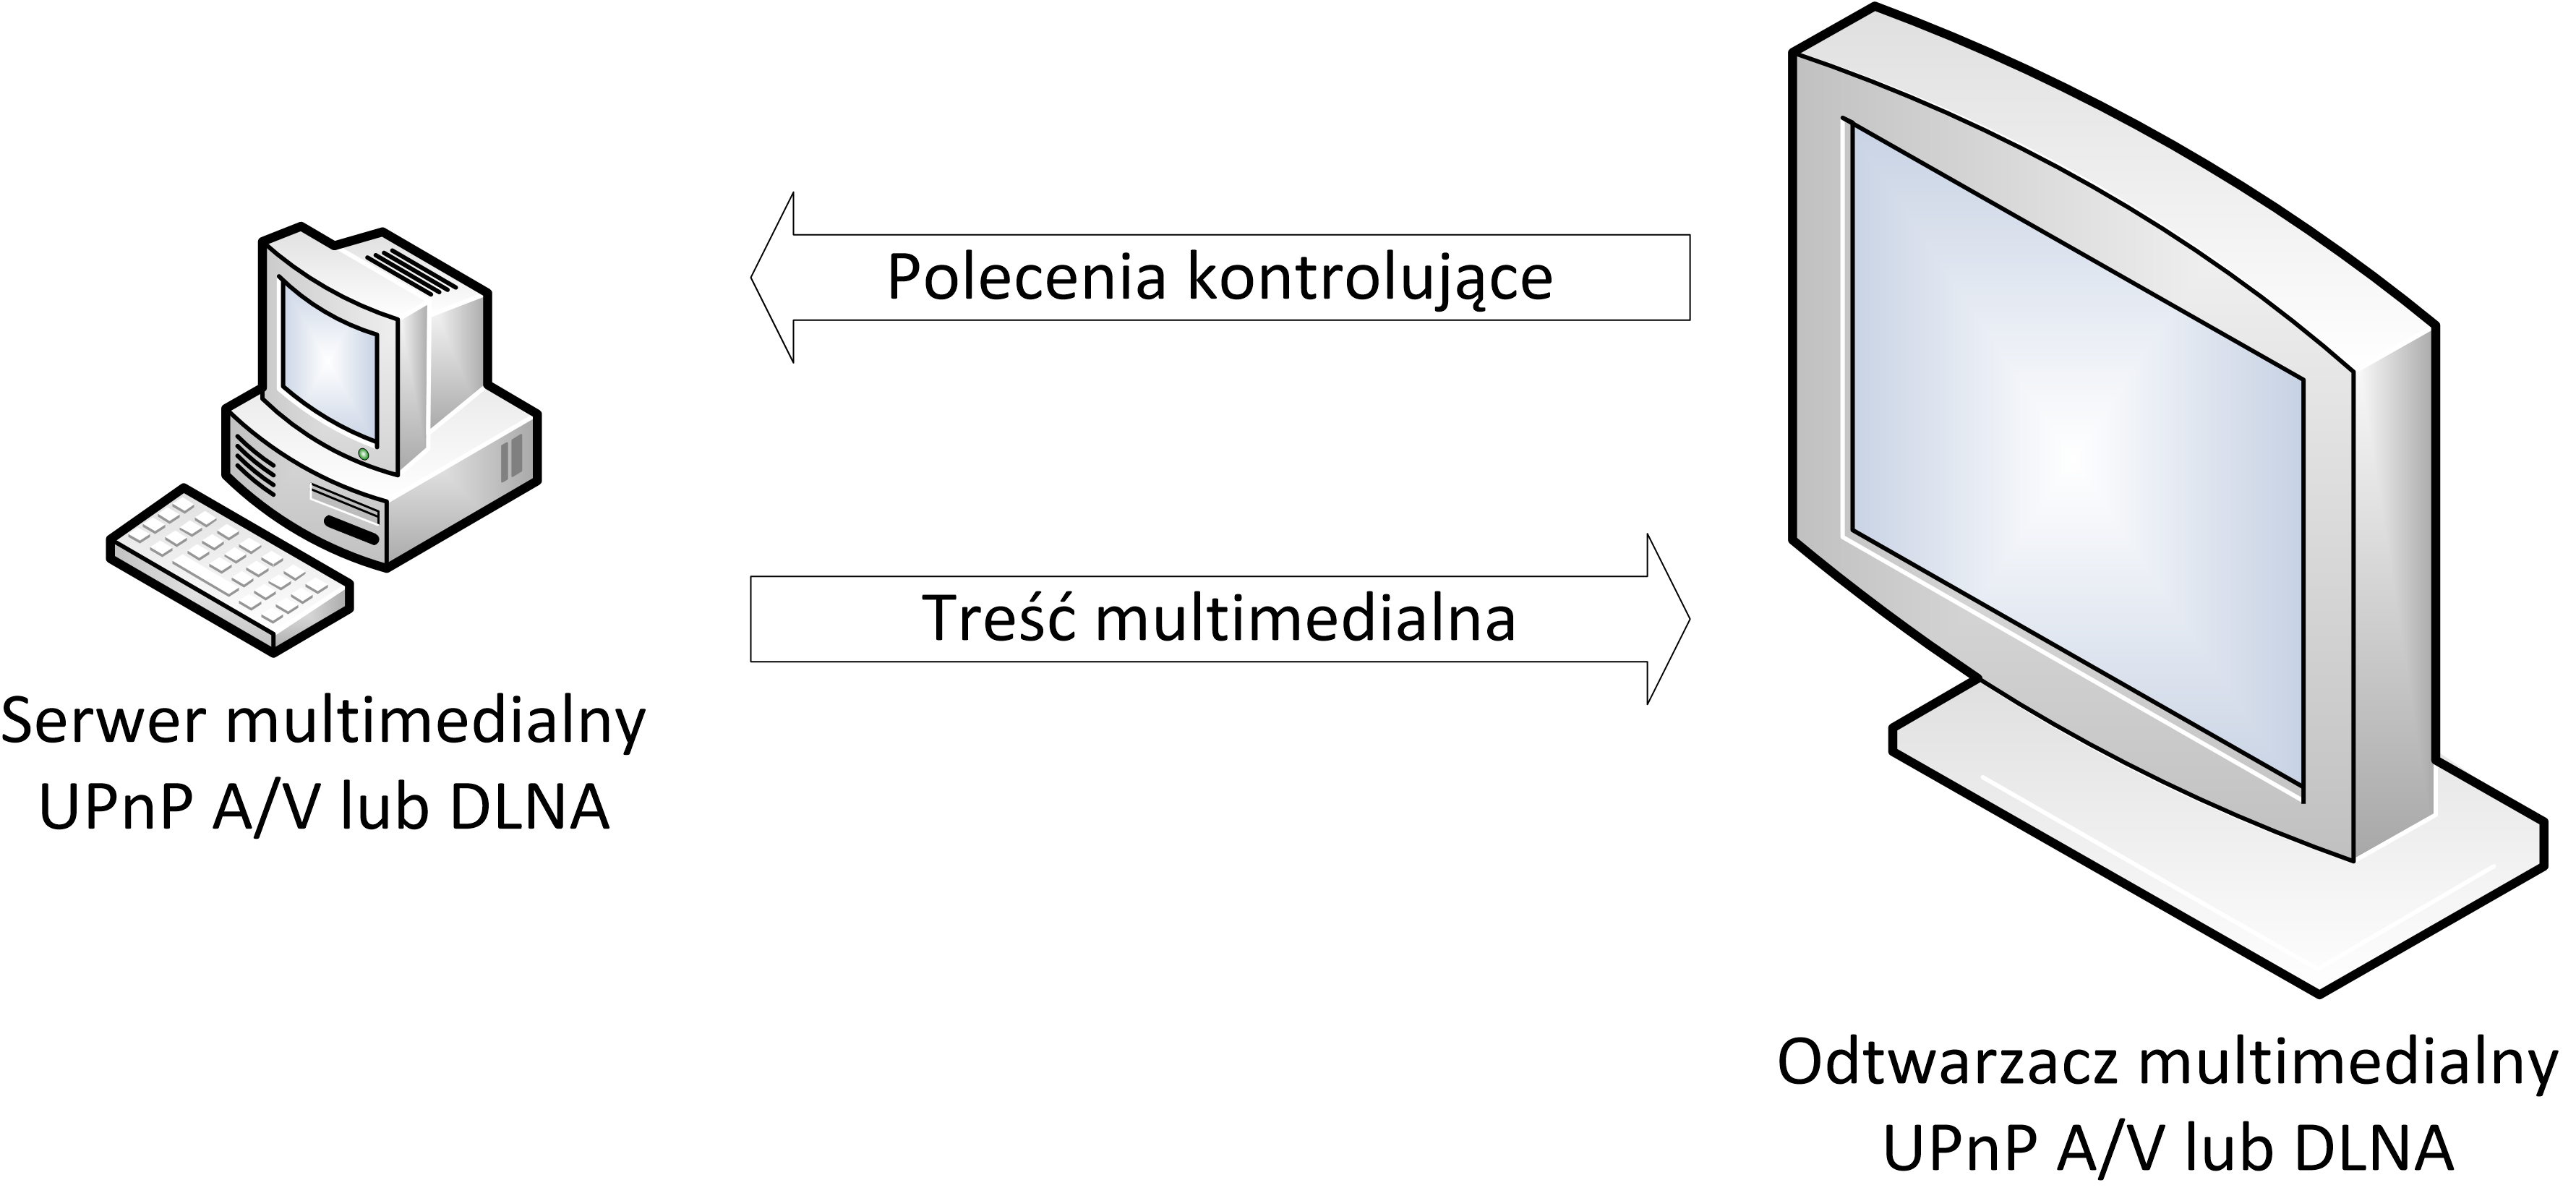 Polecenia kontrolujące
Treść multimedialna
Serwer multimedialny
UPnP A/V lub DLNA
Odtwarzacz multimedialny
UPnP A/V lub DLNA